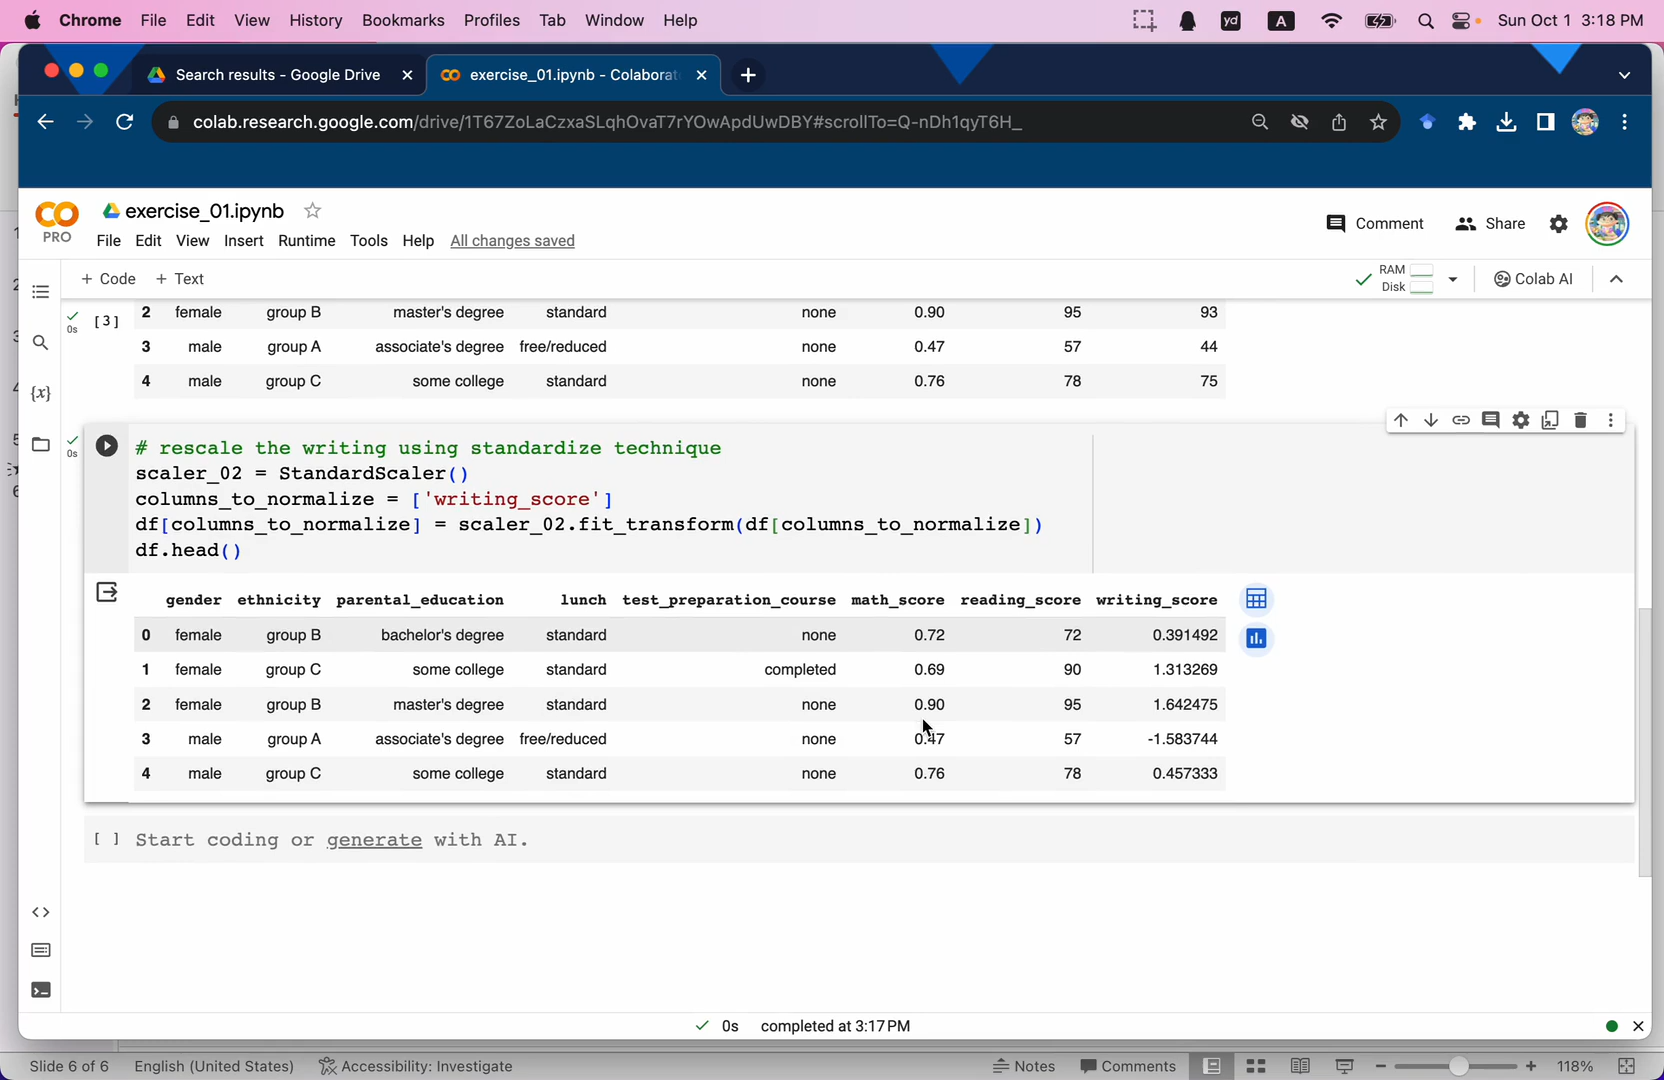 Chrome File Edit View History Bookmarks Profiles Tab Window Help yd A Sun Oct 1 3:18 PM
Search results - Google Drive exercise_01.ipynb - Colaborat
colab.research.google.com/drive/1T67ZoLaCzxaSLqhOvaT7rYOwApdUwDBY#scrollTo=Q-nDh1qyT6H_
PRO exercise_01.ipynb Comment Share
File Edit View Insert Runtime Tools Help All changes saved
+ Code + Text RAM Disk Colab AI
0s [3] 2 female group B master's degree standard none 0.90 95 93
3 male group A associate's degree free/reduced none 0.47 57 44
4 male group C some college standard none 0.76 78 75
{x}
0s # rescale the writing using standardize technique
scaler_02 = StandardScaler()
columns_to_normalize = ['writing_score']
df[columns_to_normalize] = scaler_02.fit_transform(df[columns_to_normalize])
df.head()
gender ethnicity parental_education lunch test_preparation_course math_score reading_score writing_score
0 female group B bachelor's degree standard none 0.72 72 0.391492
1 female group C some college standard completed 0.69 90 1.313269
2 female group B master's degree standard none 0.90 95 1.642475
3 male group A associate's degree free/reduced none 0.47 57 -1.583744
4 male group C some college standard none 0.76 78 0.457333
[ ] Start coding or generate with AI.
0s completed at 3:17 PM
Slide 6 of 6 English (United States) Accessibility: Investigate Notes Comments 118%